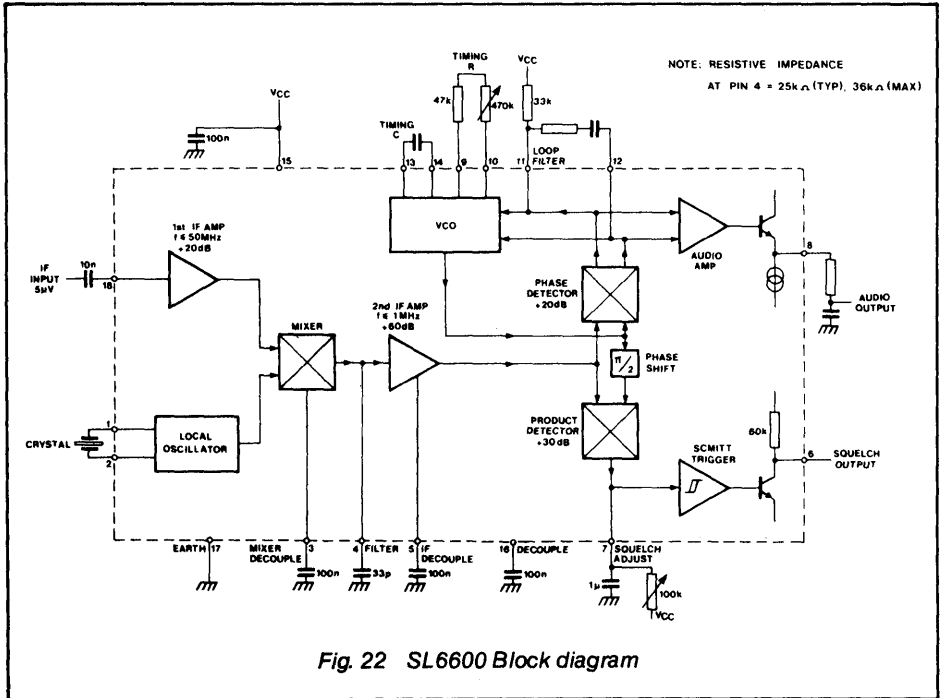 NOTE: RESISTIVE IMPEDANCE
AT PIN 4 = 25kΩ (TYP), 36kΩ (MAX)
VCC
100n
15
TIMING
R
47k
470k
VCC
33k
TIMING
C
13
14
9
10
11
LOOP
FILTER
12
VCO
1st IF AMP
f ≤ 50MHz
+20dB
10n
IF
INPUT
5µV
18
MIXER
2nd IF AMP
f ≤ 1MHz
+60dB
PHASE
DETECTOR
+20dB
AUDIO
AMP
8
AUDIO
OUTPUT
π/2
PHASE
SHIFT
CRYSTAL
1
2
LOCAL
OSCILLATOR
PRODUCT
DETECTOR
+30dB
SCMITT
TRIGGER
60k
6
SQUELCH
OUTPUT
EARTH
17
MIXER
DECOUPLE
3
100n
4
FILTER
33p
5
IF
DECOUPLE
100n
16
DECOUPLE
100n
7
SQUELCH
ADJUST
1µ
100k
VCC
Fig. 22 SL6600 Block diagram